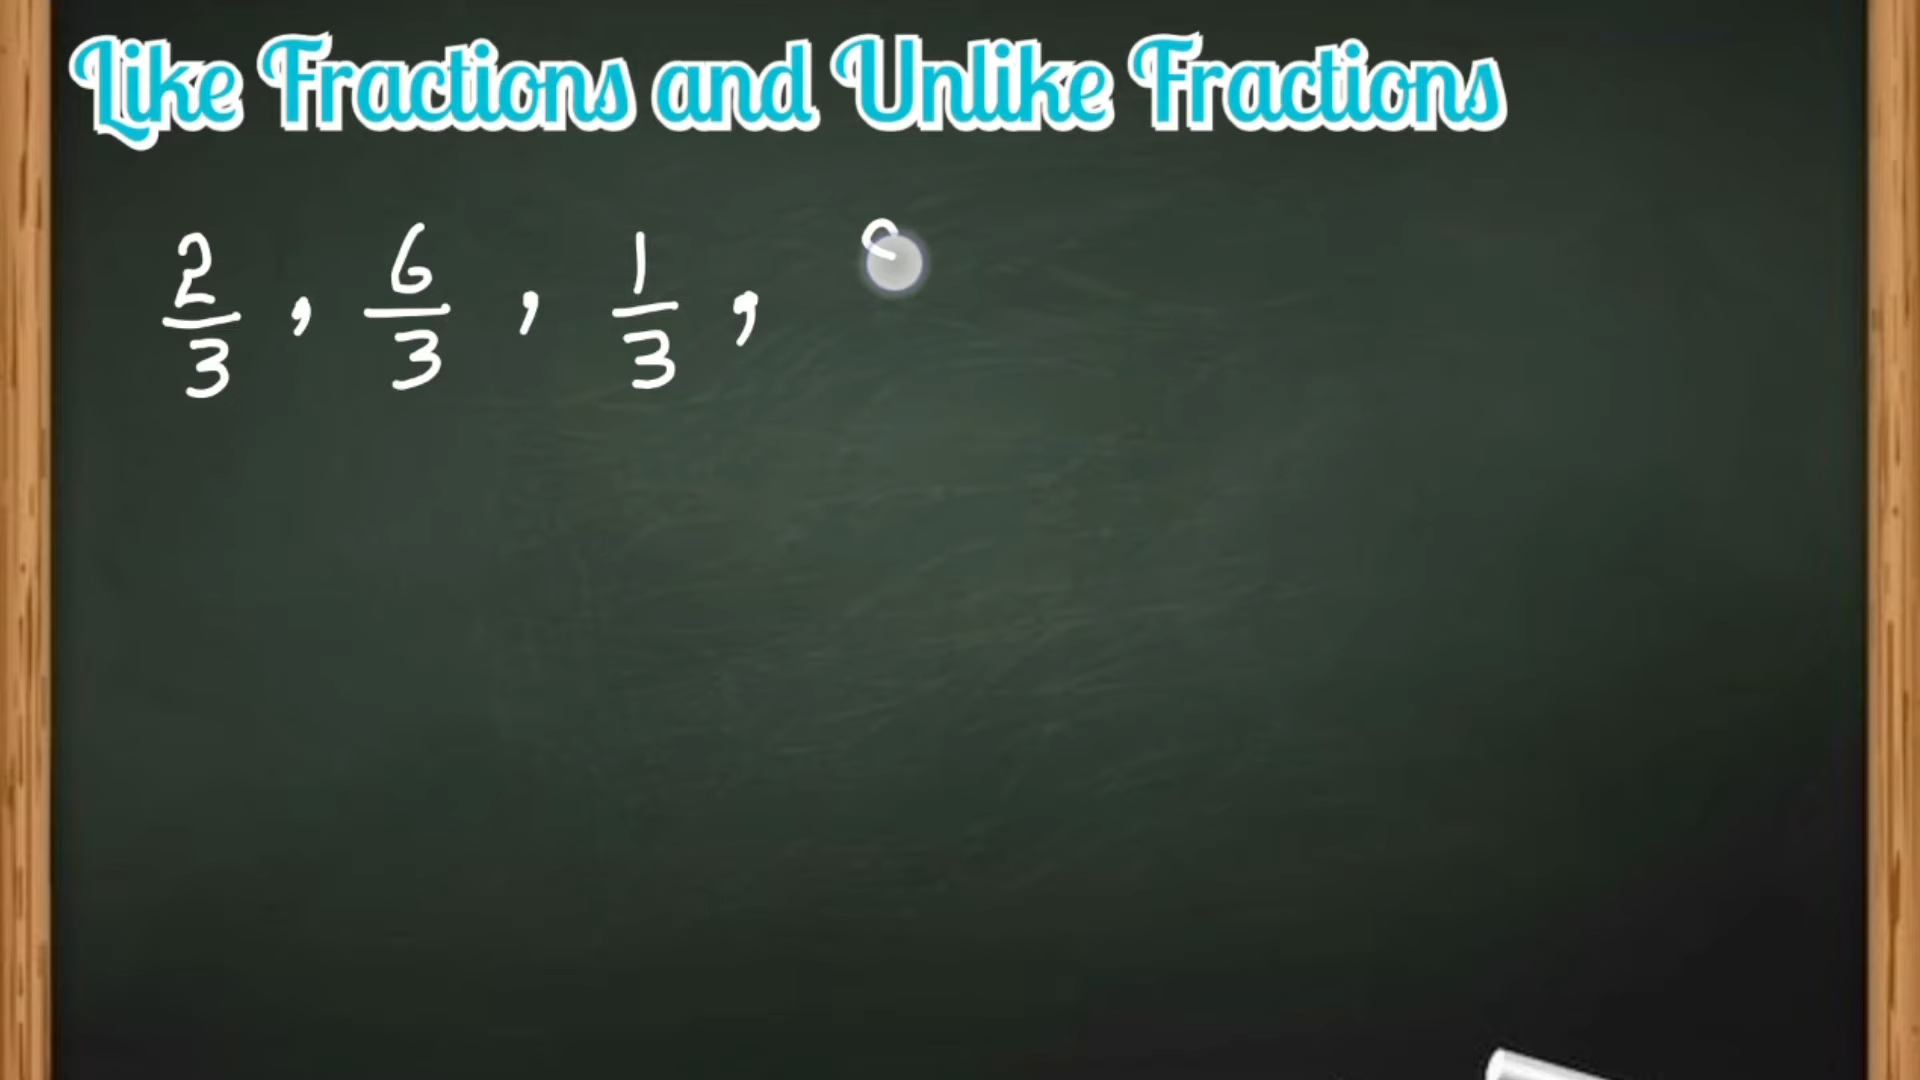 Like Fractions and Unlike Fractions
2/3 , 6/3 , 1/3 ,